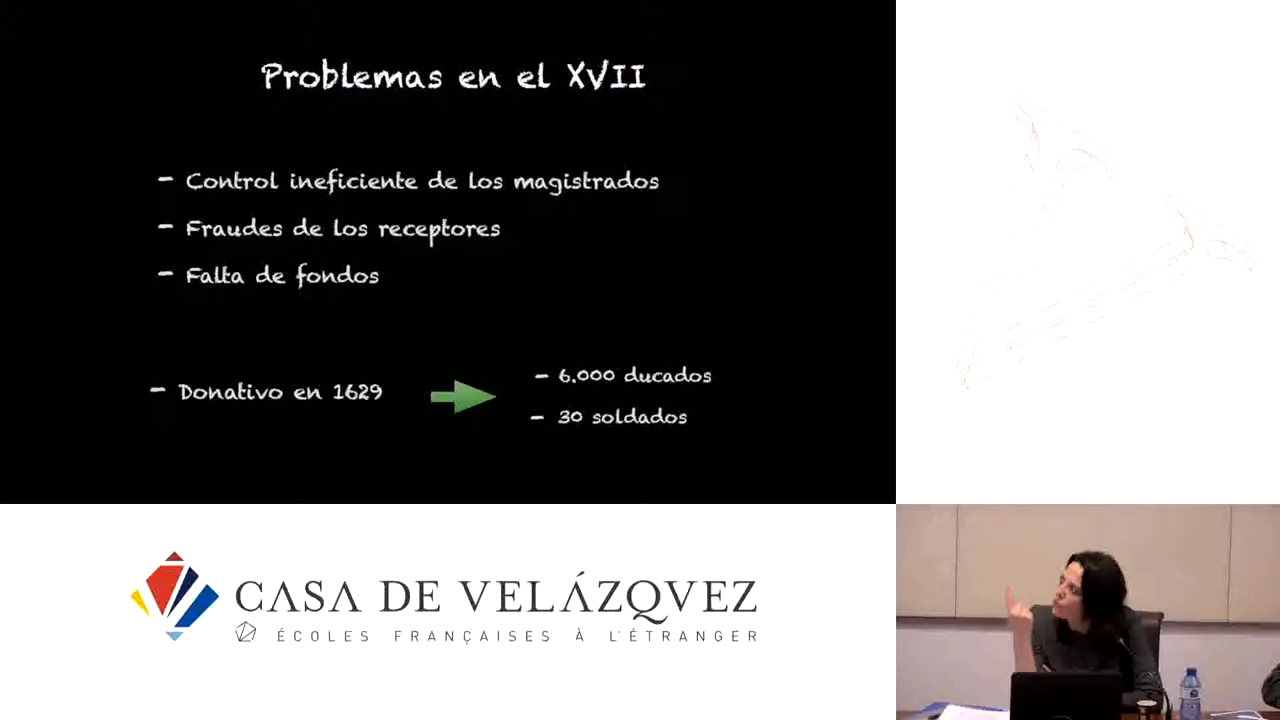 Problemas en el XVII
- Control ineficiente de los magistrados
- Fraudes de los receptores
- Falta de fondos
- Donativo en 1629
- 6.000 ducados
- 30 soldados
CASA DE VELÁZQVEZ
ÉCOLES FRANÇAISES À L'ÉTRANGER